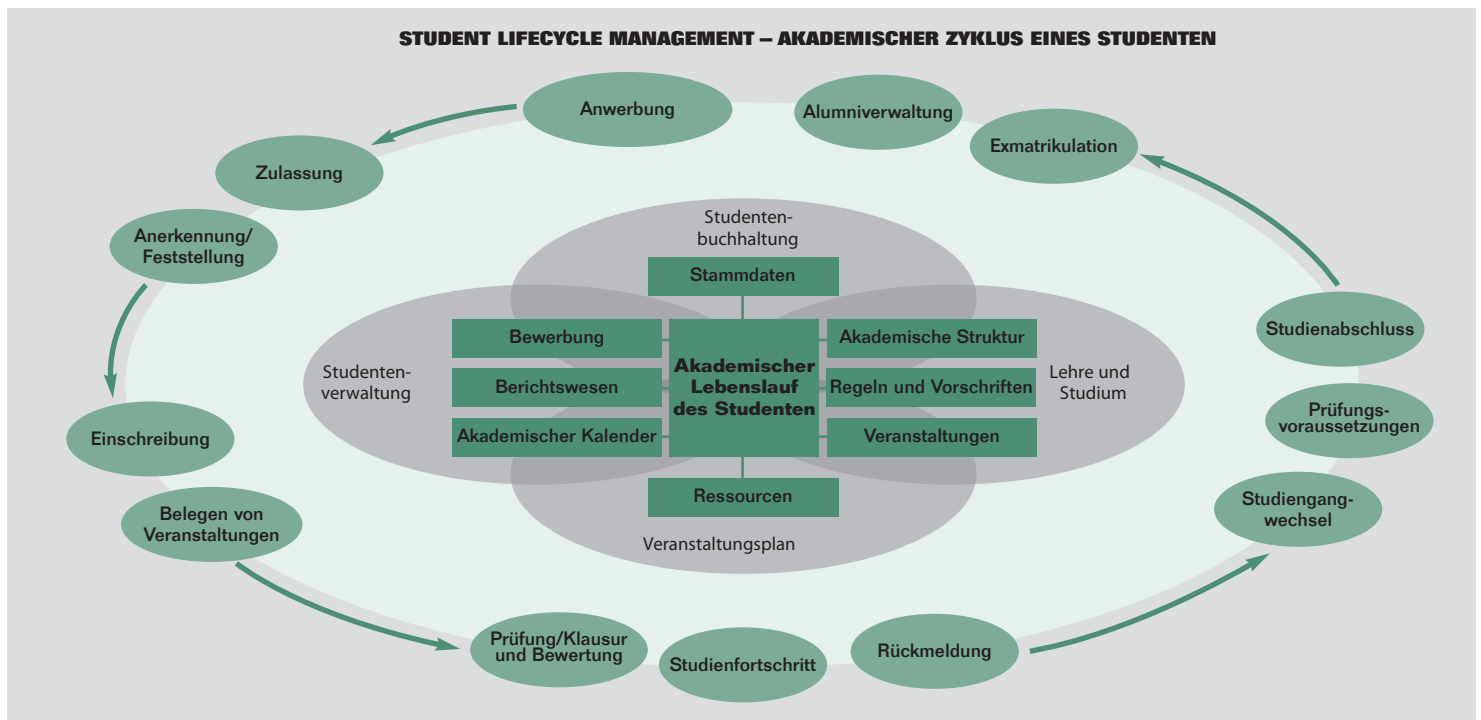 STUDENT LIFECYCLE MANAGEMENT – AKADEMISCHER ZYKLUS EINES STUDENTEN
Anwerbung
Alumniverwaltung
Exmatrikulation
Zulassung
Anerkennung/
Feststellung
Einschreibung
Belegen von
Veranstaltungen
Prüfung/Klausur
und Bewertung
Studienfortschritt
Rückmeldung
Studiengang-
wechsel
Prüfungs-
voraussetzungen
Studienabschluss
Studenten-
buchhaltung
Stammdaten
Studenten-
verwaltung
Bewerbung
Berichtswesen
Akademischer Kalender
Akademischer
Lebenslauf
des Studenten
Akademische Struktur
Regeln und Vorschriften
Veranstaltungen
Lehre und
Studium
Ressourcen
Veranstaltungsplan